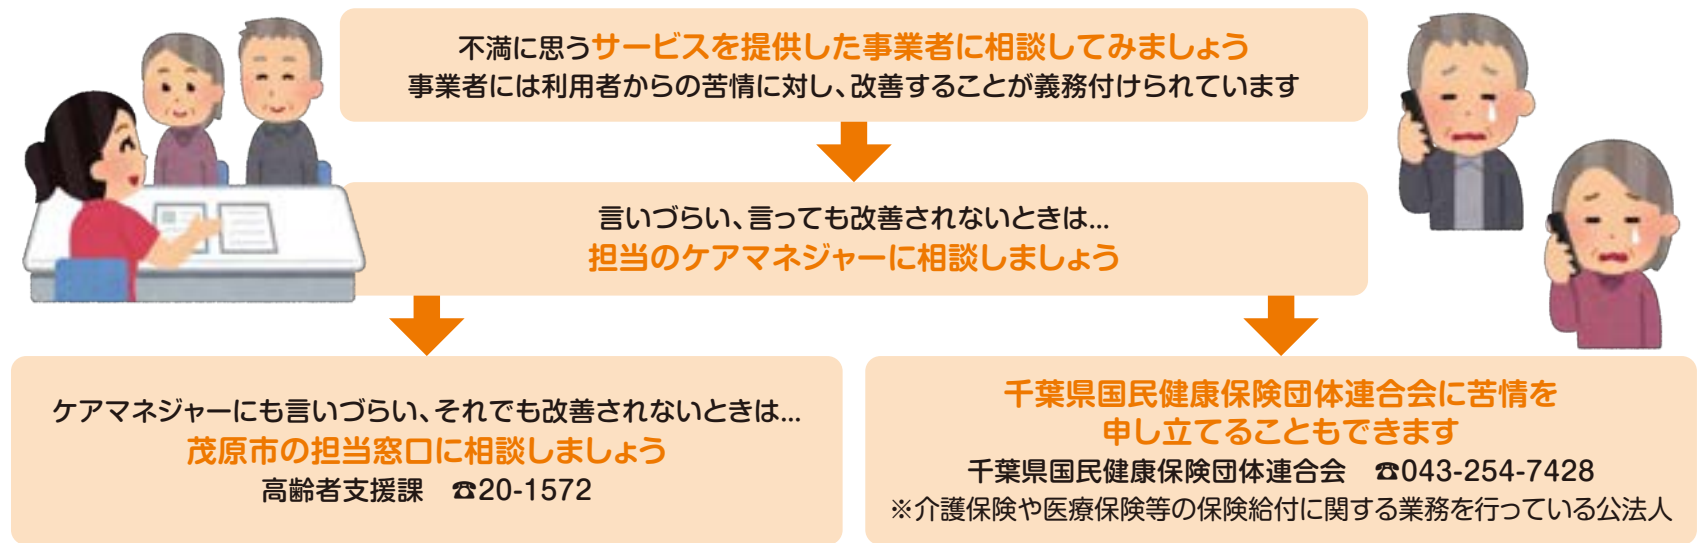 不満に思うサービスを提供した事業者に相談してみましょう
事業者には利用者からの苦情に対し、改善することが義務付けられています
言いづらい、言っても改善されないときは...
担当のケアマネジャーに相談しましょう
ケアマネジャーにも言いづらい、それでも改善されないときは...
茂原市の担当窓口に相談しましょう
高齢者支援課　☎20-1572
千葉県国民健康保険団体連合会に苦情を
申し立てることもできます
千葉県国民健康保険団体連合会　☎043-254-7428
※介護保険や医療保険等の保険給付に関する業務を行っている公法人